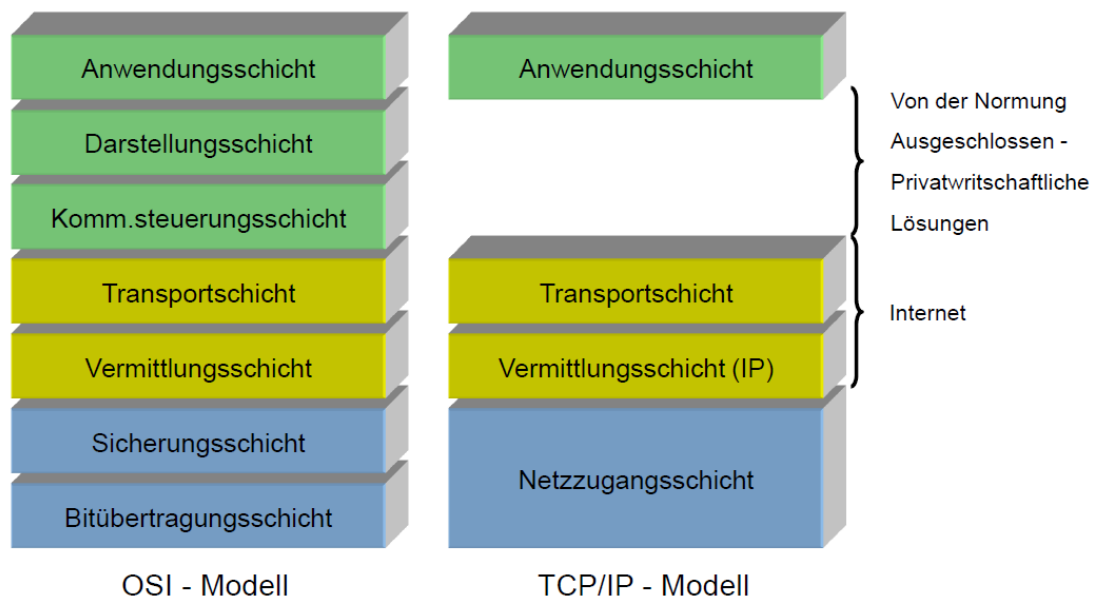 Anwendungsschicht
Darstellungsschicht
Komm.steuerungsschicht
Transportschicht
Vermittlungsschicht
Sicherungsschicht
Bitübertragungsschicht
OSI - Modell
Anwendungsschicht
Transportschicht
Vermittlungsschicht (IP)
Netzzugangsschicht
TCP/IP - Modell
Von der Normung
Ausgeschlossen -
Privatwritschaftliche
Lösungen
Internet